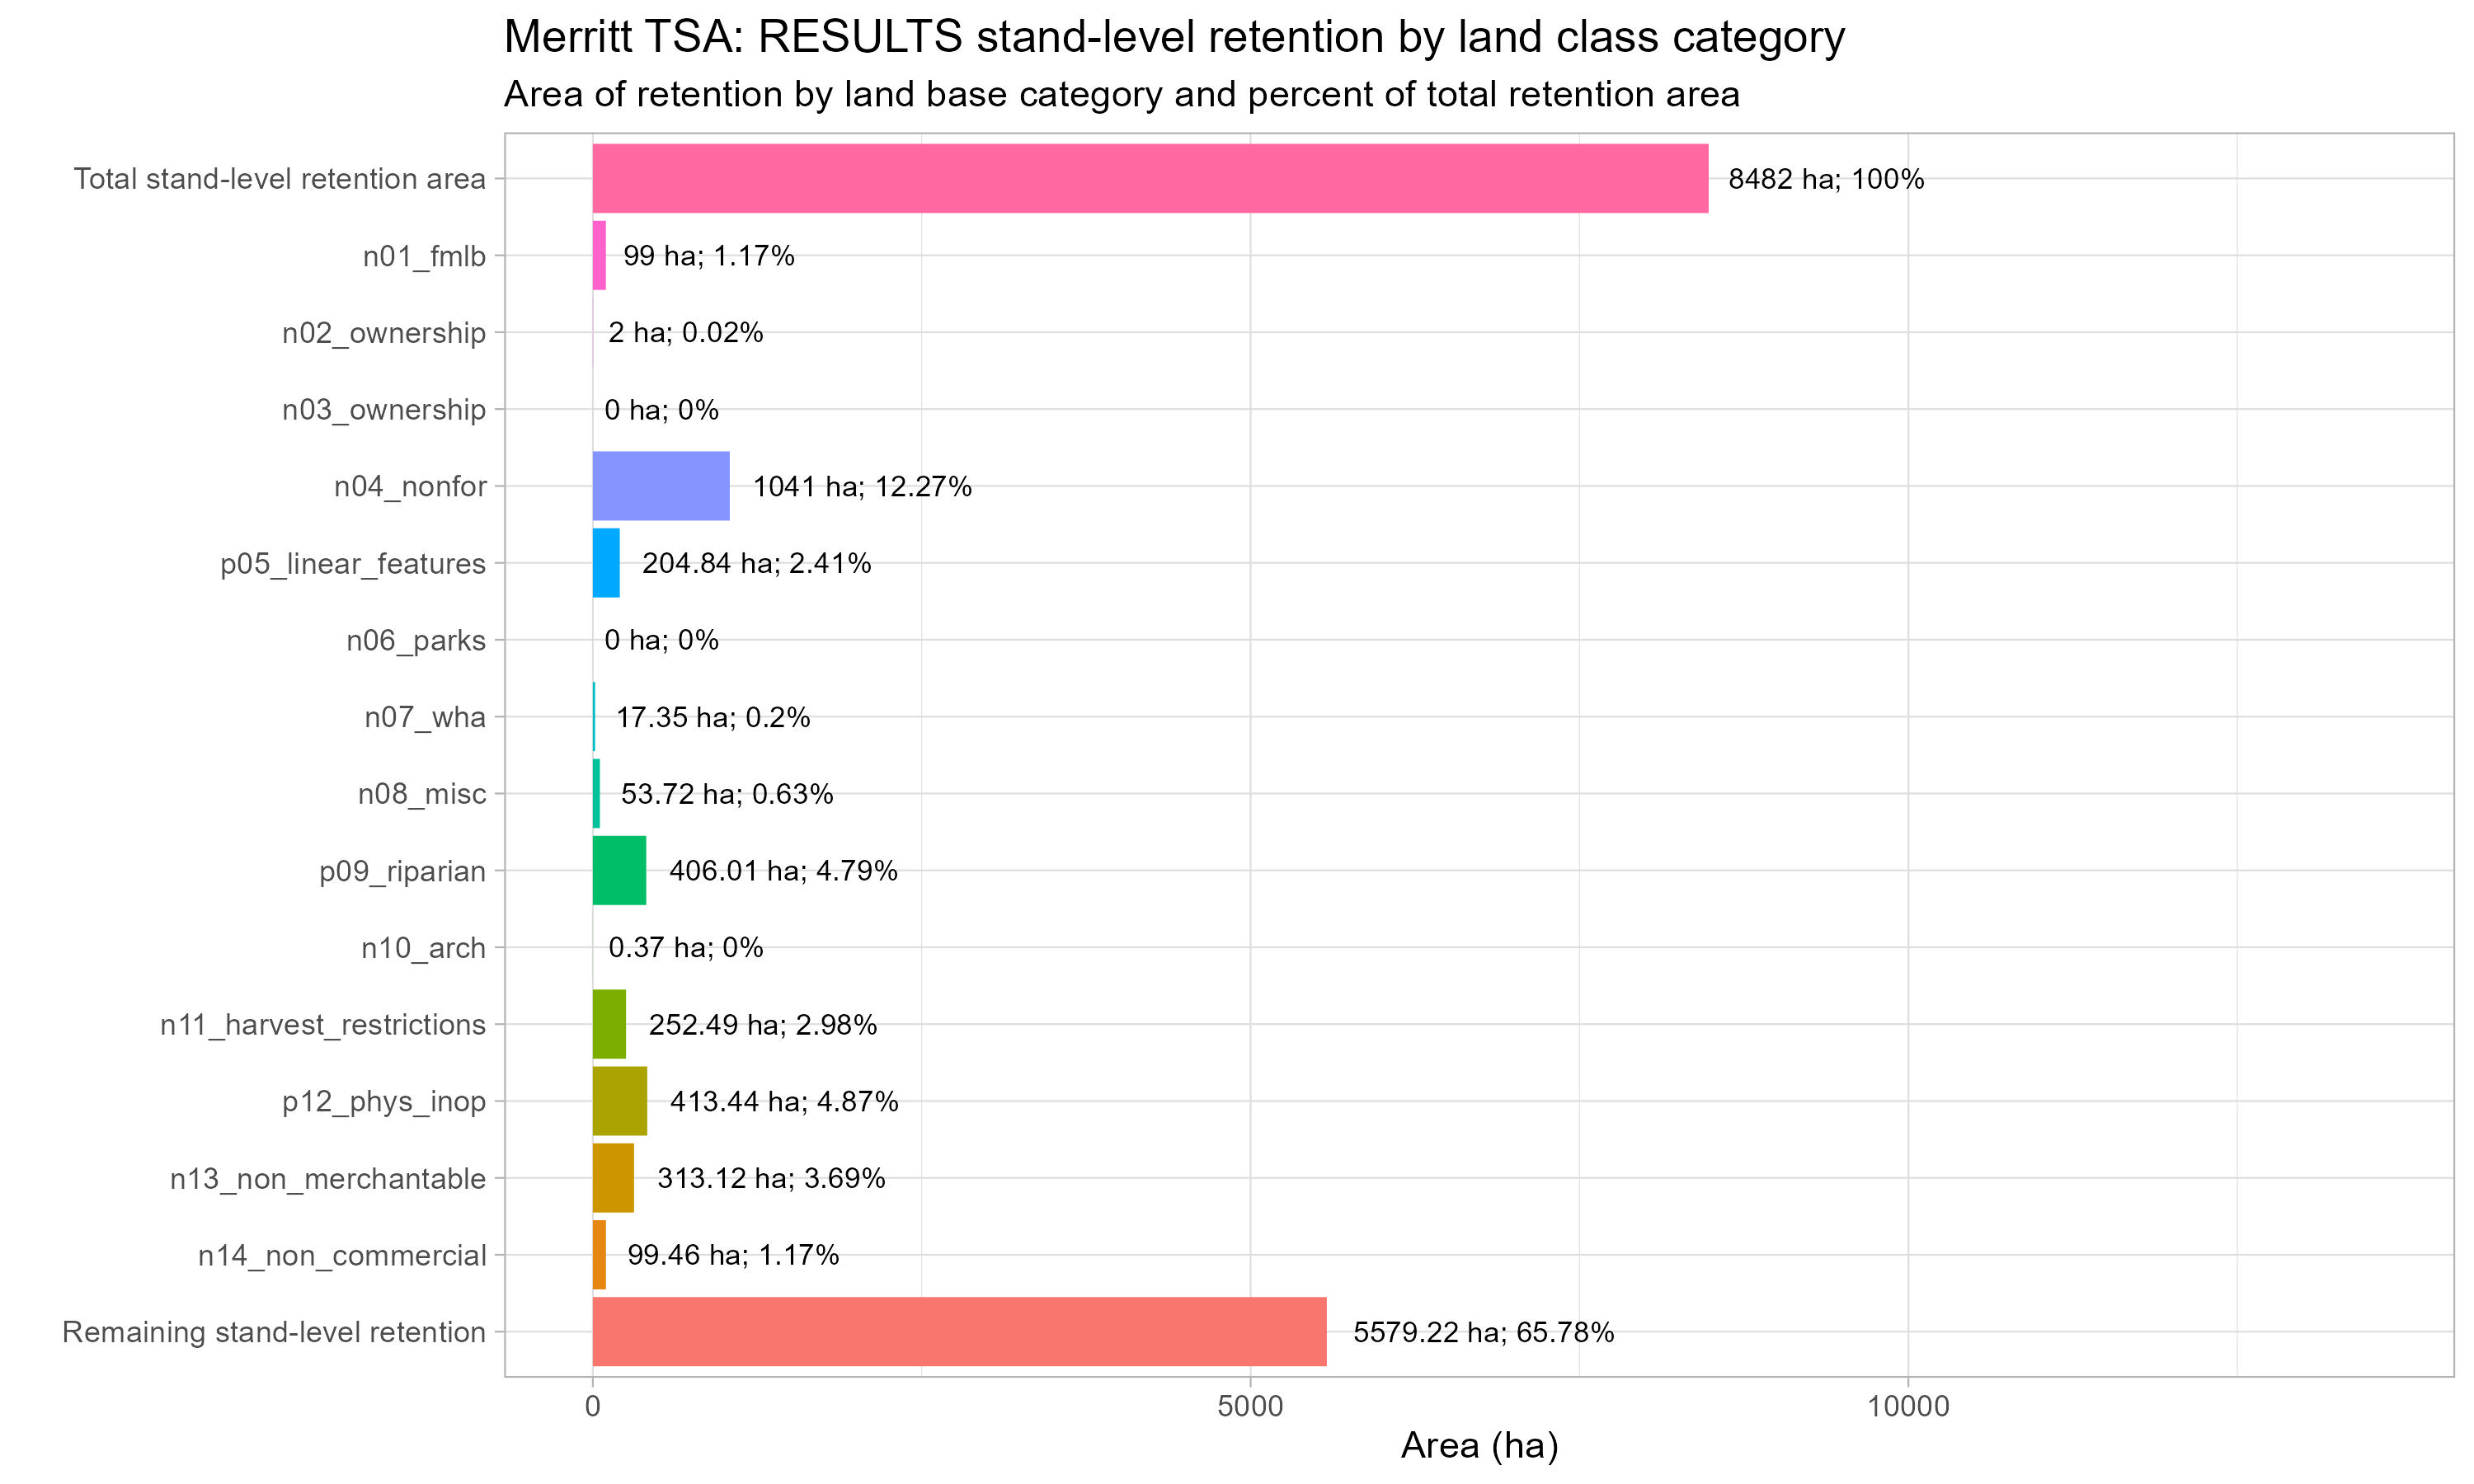 Merritt TSA: RESULTS stand-level retention by land class category
Area of retention by land base category and percent of total retention area
Total stand-level retention area 8482 ha; 100%
n01_fmlb 99 ha; 1.17%
n02_ownership 2 ha; 0.02%
n03_ownership 0 ha; 0%
n04_nonfor 1041 ha; 12.27%
p05_linear_features 204.84 ha; 2.41%
n06_parks 0 ha; 0%
n07_wha 17.35 ha; 0.2%
n08_misc 53.72 ha; 0.63%
p09_riparian 406.01 ha; 4.79%
n10_arch 0.37 ha; 0%
n11_harvest_restrictions 252.49 ha; 2.98%
p12_phys_inop 413.44 ha; 4.87%
n13_non_merchantable 313.12 ha; 3.69%
n14_non_commercial 99.46 ha; 1.17%
Remaining stand-level retention 5579.22 ha; 65.78%
0 5000 10000
Area (ha)